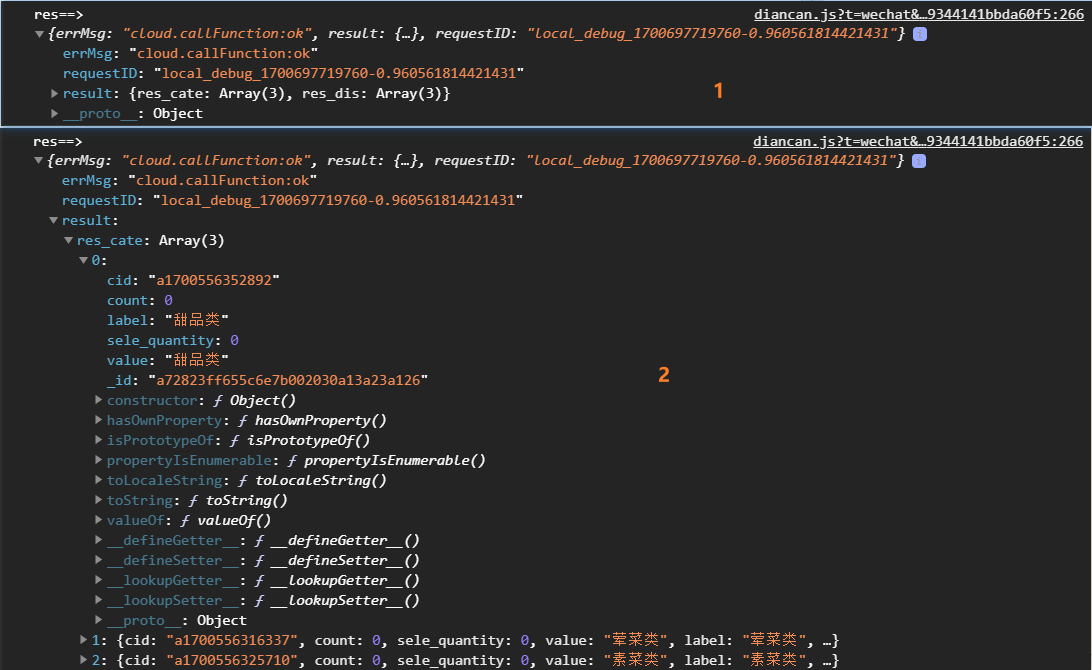 res==> diancan.js?t=wechat&…9344141bbda60f5:266
{errMsg: "cloud.callFunction:ok", result: {…}, requestID: "local_debug_1700697719760-0.960561814421431"} i
errMsg: "cloud.callFunction:ok"
requestID: "local_debug_1700697719760-0.960561814421431"
result: {res_cate: Array(3), res_dis: Array(3)}
1
__proto__: Object
res==> diancan.js?t=wechat&…9344141bbda60f5:266
{errMsg: "cloud.callFunction:ok", result: {…}, requestID: "local_debug_1700697719760-0.960561814421431"} i
errMsg: "cloud.callFunction:ok"
requestID: "local_debug_1700697719760-0.960561814421431"
result:
res_cate: Array(3)
0:
cid: "a1700556352892"
count: 0
label: "甜品类"
sele_quantity: 0
value: "甜品类"
2
_id: "a72823ff655c6e7b002030a13a23a126"
constructor: ƒ Object()
hasOwnProperty: ƒ hasOwnProperty()
isPrototypeOf: ƒ isPrototypeOf()
propertyIsEnumerable: ƒ propertyIsEnumerable()
toLocaleString: ƒ toLocaleString()
toString: ƒ toString()
valueOf: ƒ valueOf()
__defineGetter__: ƒ __defineGetter__()
__defineSetter__: ƒ __defineSetter__()
__lookupGetter__: ƒ __lookupGetter__()
__lookupSetter__: ƒ __lookupSetter__()
__proto__: Object
1: {cid: "a1700556316337", count: 0, sele_quantity: 0, value: "荤菜类", label: "荤菜类", …}
2: {cid: "a1700556325710", count: 0, sele_quantity: 0, value: "素菜类", label: "素菜类", …}